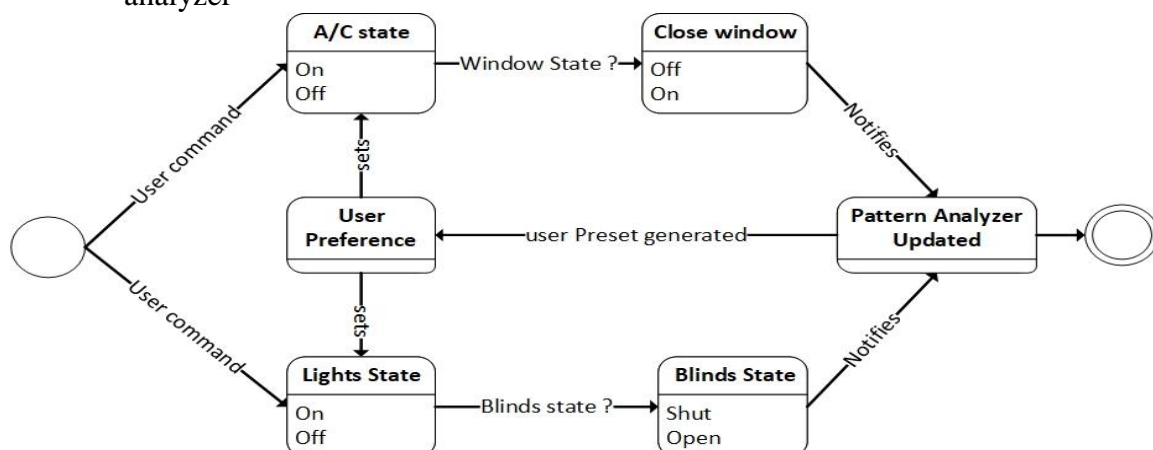 analyzer
A/C state
On
Off
Window State ?
Close window
Off
On
User command
sets
Notifies
User
Preference
user Preset generated
Pattern Analyzer
Updated
User command
sets
Notifies
Lights State
On
Off
Blinds state ?
Blinds State
Shut
Open